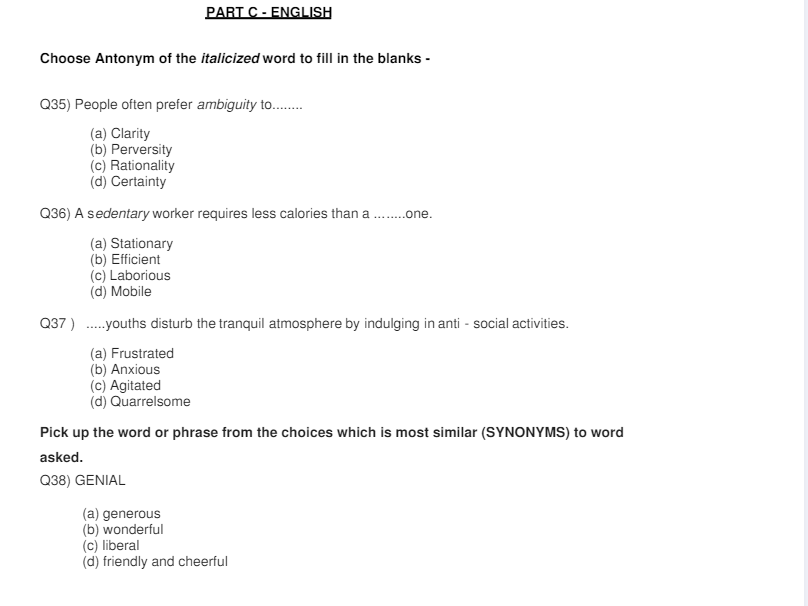 PART C - ENGLISH
Choose Antonym of the italicized word to fill in the blanks -
Q35) People often prefer ambiguity to........
(a) Clarity
(b) Perversity
(c) Rationality
(d) Certainty
Q36) A sedentary worker requires less calories than a ........one.
(a) Stationary
(b) Efficient
(c) Laborious
(d) Mobile
Q37 ) .....youths disturb the tranquil atmosphere by indulging in anti - social activities.
(a) Frustrated
(b) Anxious
(c) Agitated
(d) Quarrelsome
Pick up the word or phrase from the choices which is most similar (SYNONYMS) to word
asked.
Q38) GENIAL
(a) generous
(b) wonderful
(c) liberal
(d) friendly and cheerful